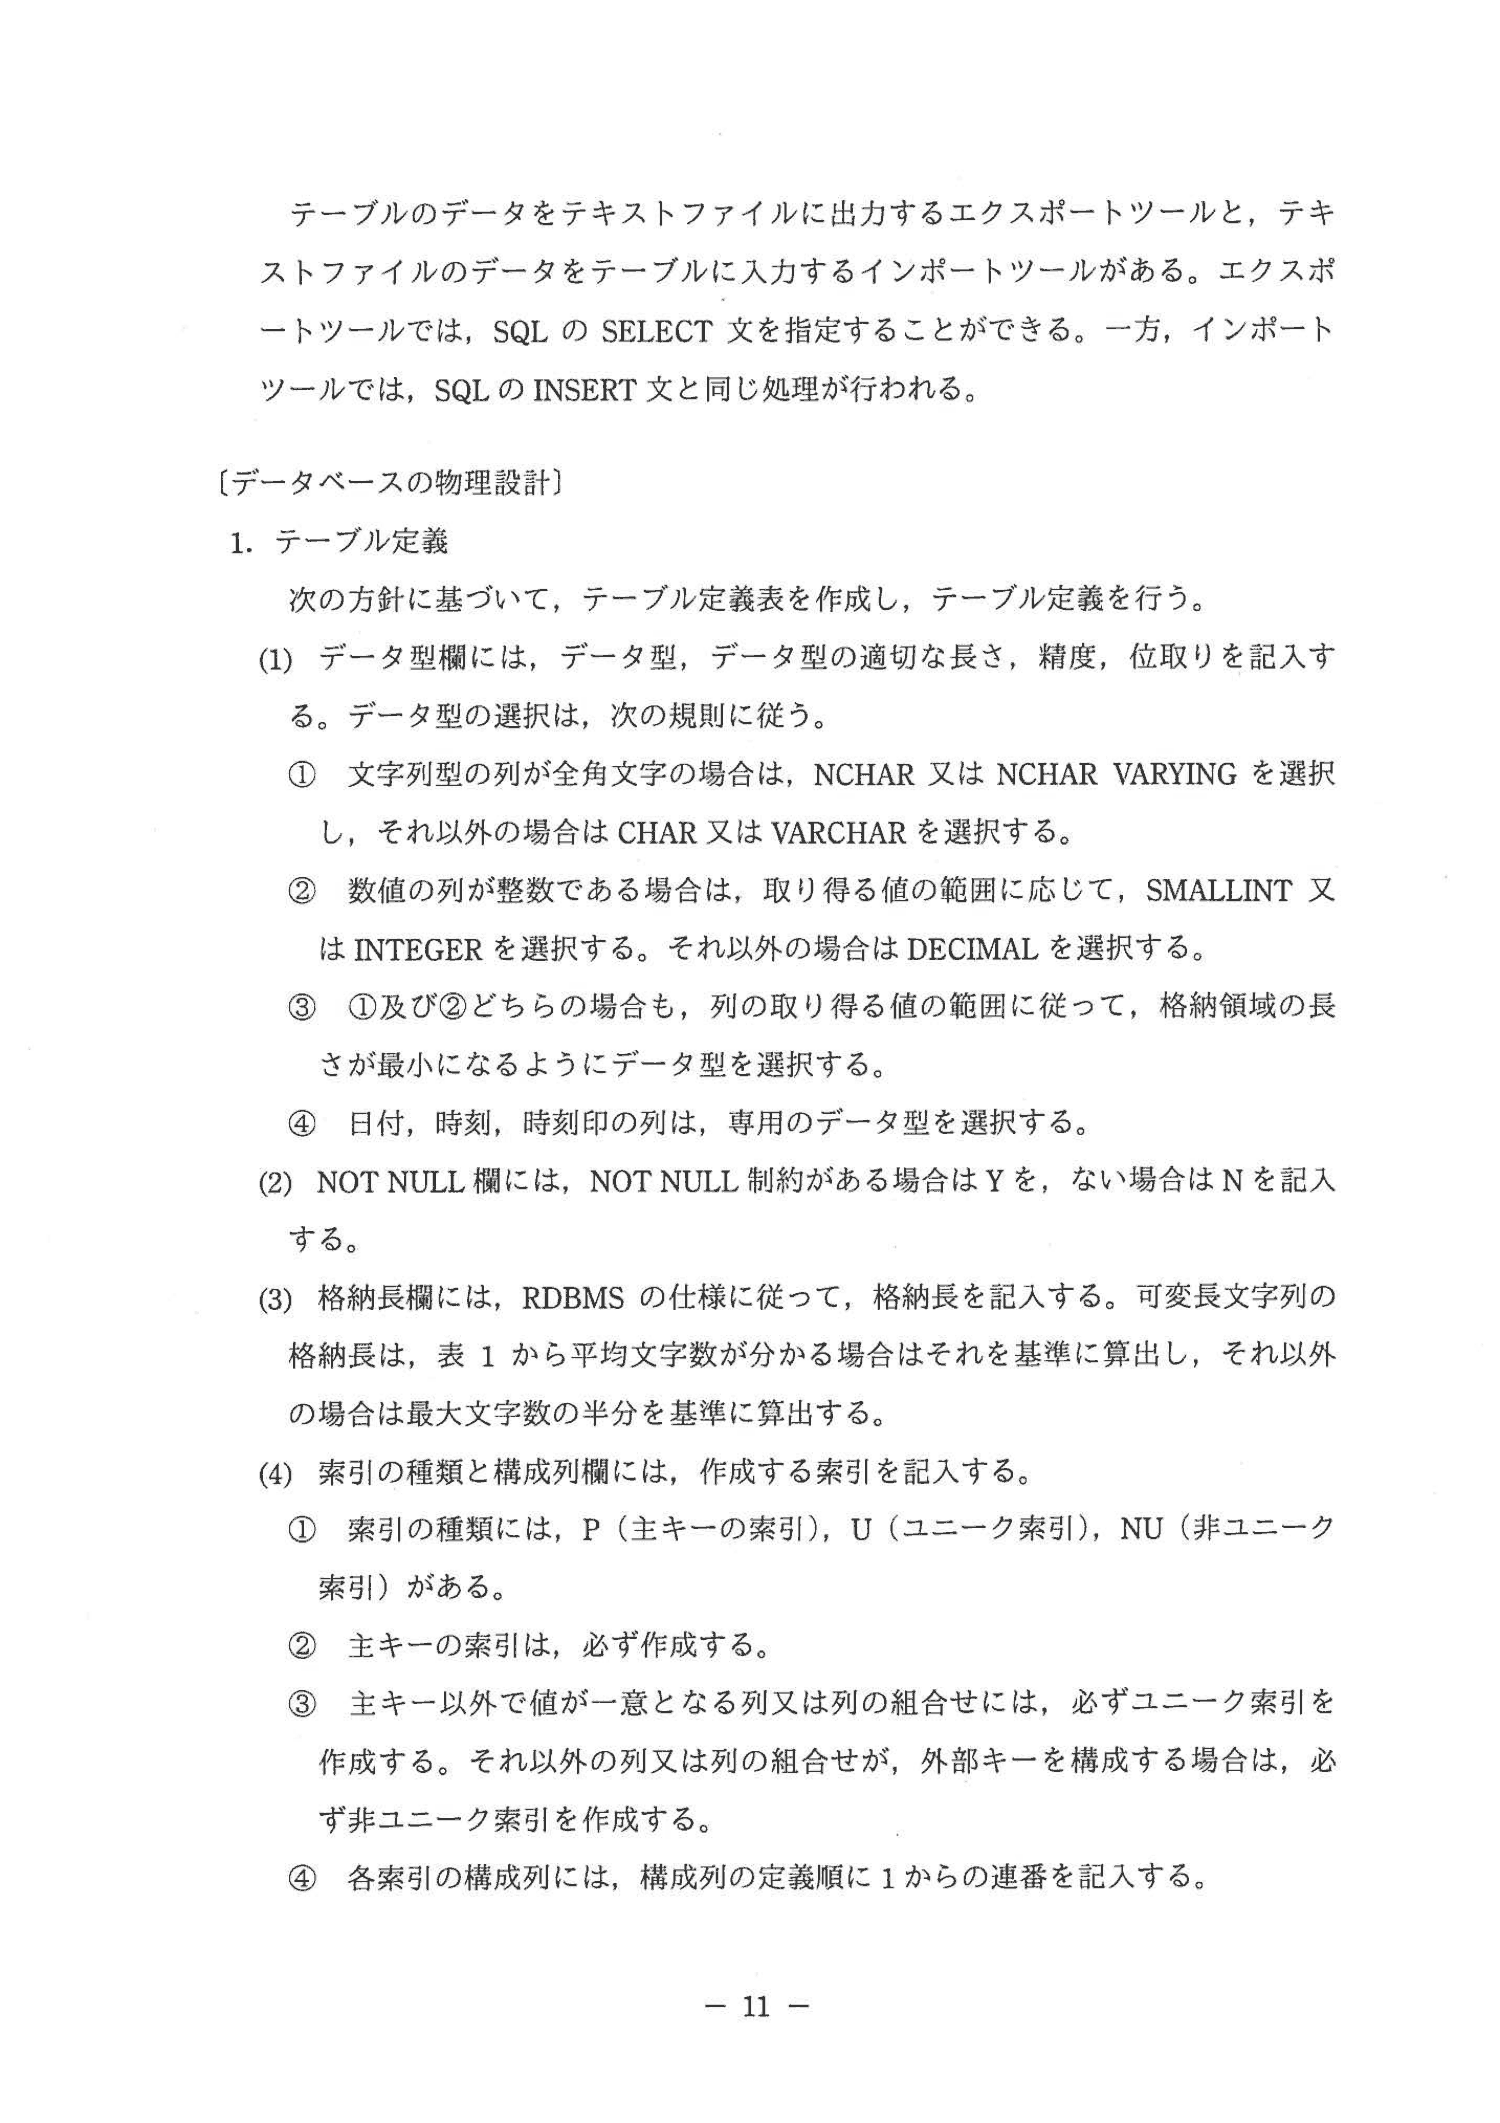 テーブルのデータをテキストファイルに出力するエクスポートツールと，テキ
ストファイルのデータをテーブルに入力するインポートツールがある。エクスポ
ートツールでは，SQL の SELECT 文を指定することができる。一方，インポート
ツールでは，SQL の INSERT 文と同じ処理が行われる。
〔データベースの物理設計〕
1．テーブル定義
次の方針に基づいて，テーブル定義表を作成し，テーブル定義を行う。
(1) データ型欄には，データ型，データ型の適切な長さ，精度，位取りを記入す
る。データ型の選択は，次の規則に従う。
① 文字列型の列が全角文字の場合は，NCHAR 又は NCHAR VARYING を選択
し，それ以外の場合は CHAR 又は VARCHAR を選択する。
② 数値の列が整数である場合は，取り得る値の範囲に応じて，SMALLINT 又
は INTEGER を選択する。それ以外の場合は DECIMAL を選択する。
③ ①及び②どちらの場合も，列の取り得る値の範囲に従って，格納領域の長
さが最小になるようにデータ型を選択する。
④ 日付，時刻，時刻印の列は，専用のデータ型を選択する。
(2) NOT NULL 欄には，NOT NULL 制約がある場合は Y を，ない場合は N を記入
する。
(3) 格納長欄には，RDBMS の仕様に従って，格納長を記入する。可変長文字列の
格納長は，表 1 から平均文字数が分かる場合はそれを基準に算出し，それ以外
の場合は最大文字数の半分を基準に算出する。
(4) 索引の種類と構成列欄には，作成する索引を記入する。
① 索引の種類には，P（主キーの索引），U（ユニーク索引），NU（非ユニーク
索引）がある。
② 主キーの索引は，必ず作成する。
③ 主キー以外で値が一意となる列又は列の組合せには，必ずユニーク索引を
作成する。それ以外の列又は列の組合せが，外部キーを構成する場合は，必
ず非ユニーク索引を作成する。
④ 各索引の構成列には，構成列の定義順に 1 からの連番を記入する。
－ 11 －